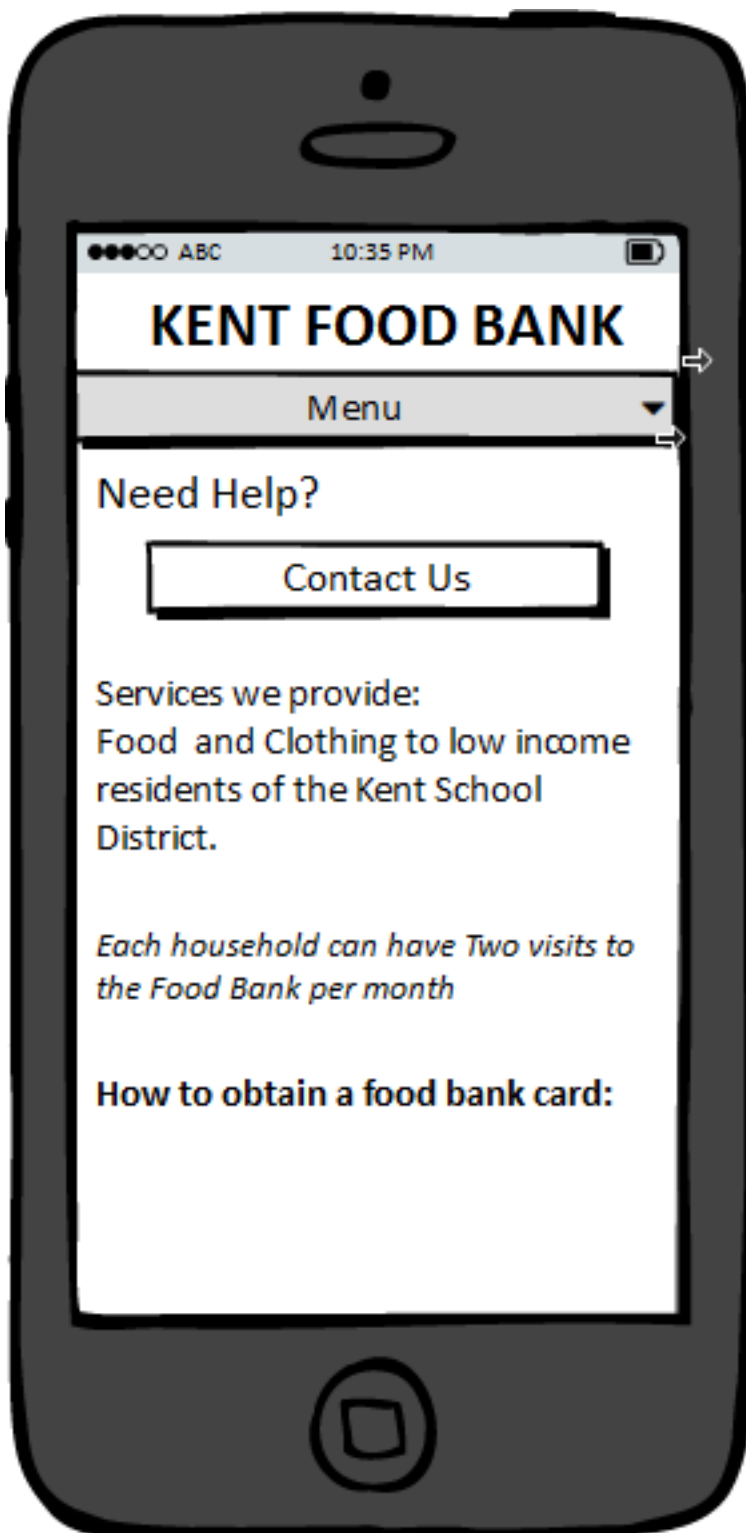 ABC 10:35 PM
KENT FOOD BANK
Menu
Need Help?
Contact Us
Services we provide:
Food and Clothing to low income
residents of the Kent School
District.
Each household can have Two visits to
the Food Bank per month
How to obtain a food bank card: